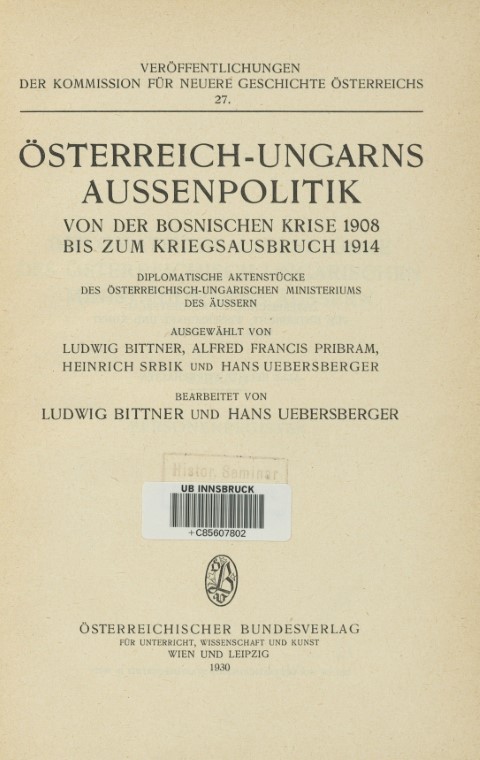 VERÖFFENTLICHUNGEN
DER KOMMISSION FÜR NEUERE GESCHICHTE ÖSTERREICHS
27.
ÖSTERREICH-UNGARNS
AUSSENPOLITIK
VON DER BOSNISCHEN KRISE 1908
BIS ZUM KRIEGSAUSBRUCH 1914
DIPLOMATISCHE AKTENSTÜCKE
DES ÖSTERREICHISCH-UNGARISCHEN MINISTERIUMS
DES ÄUSSERN
AUSGEWÄHLT VON
LUDWIG BITTNER, ALFRED FRANCIS PRIBRAM,
HEINRICH SRBIK UND HANS UEBERSBERGER
BEARBEITET VON
LUDWIG BITTNER UND HANS UEBERSBERGER
Histor. Seminar
UB INNSBRUCK
+C85607802
ÖSTERREICHISCHER BUNDESVERLAG
FÜR UNTERRICHT, WISSENSCHAFT UND KUNST
WIEN UND LEIPZIG
1930